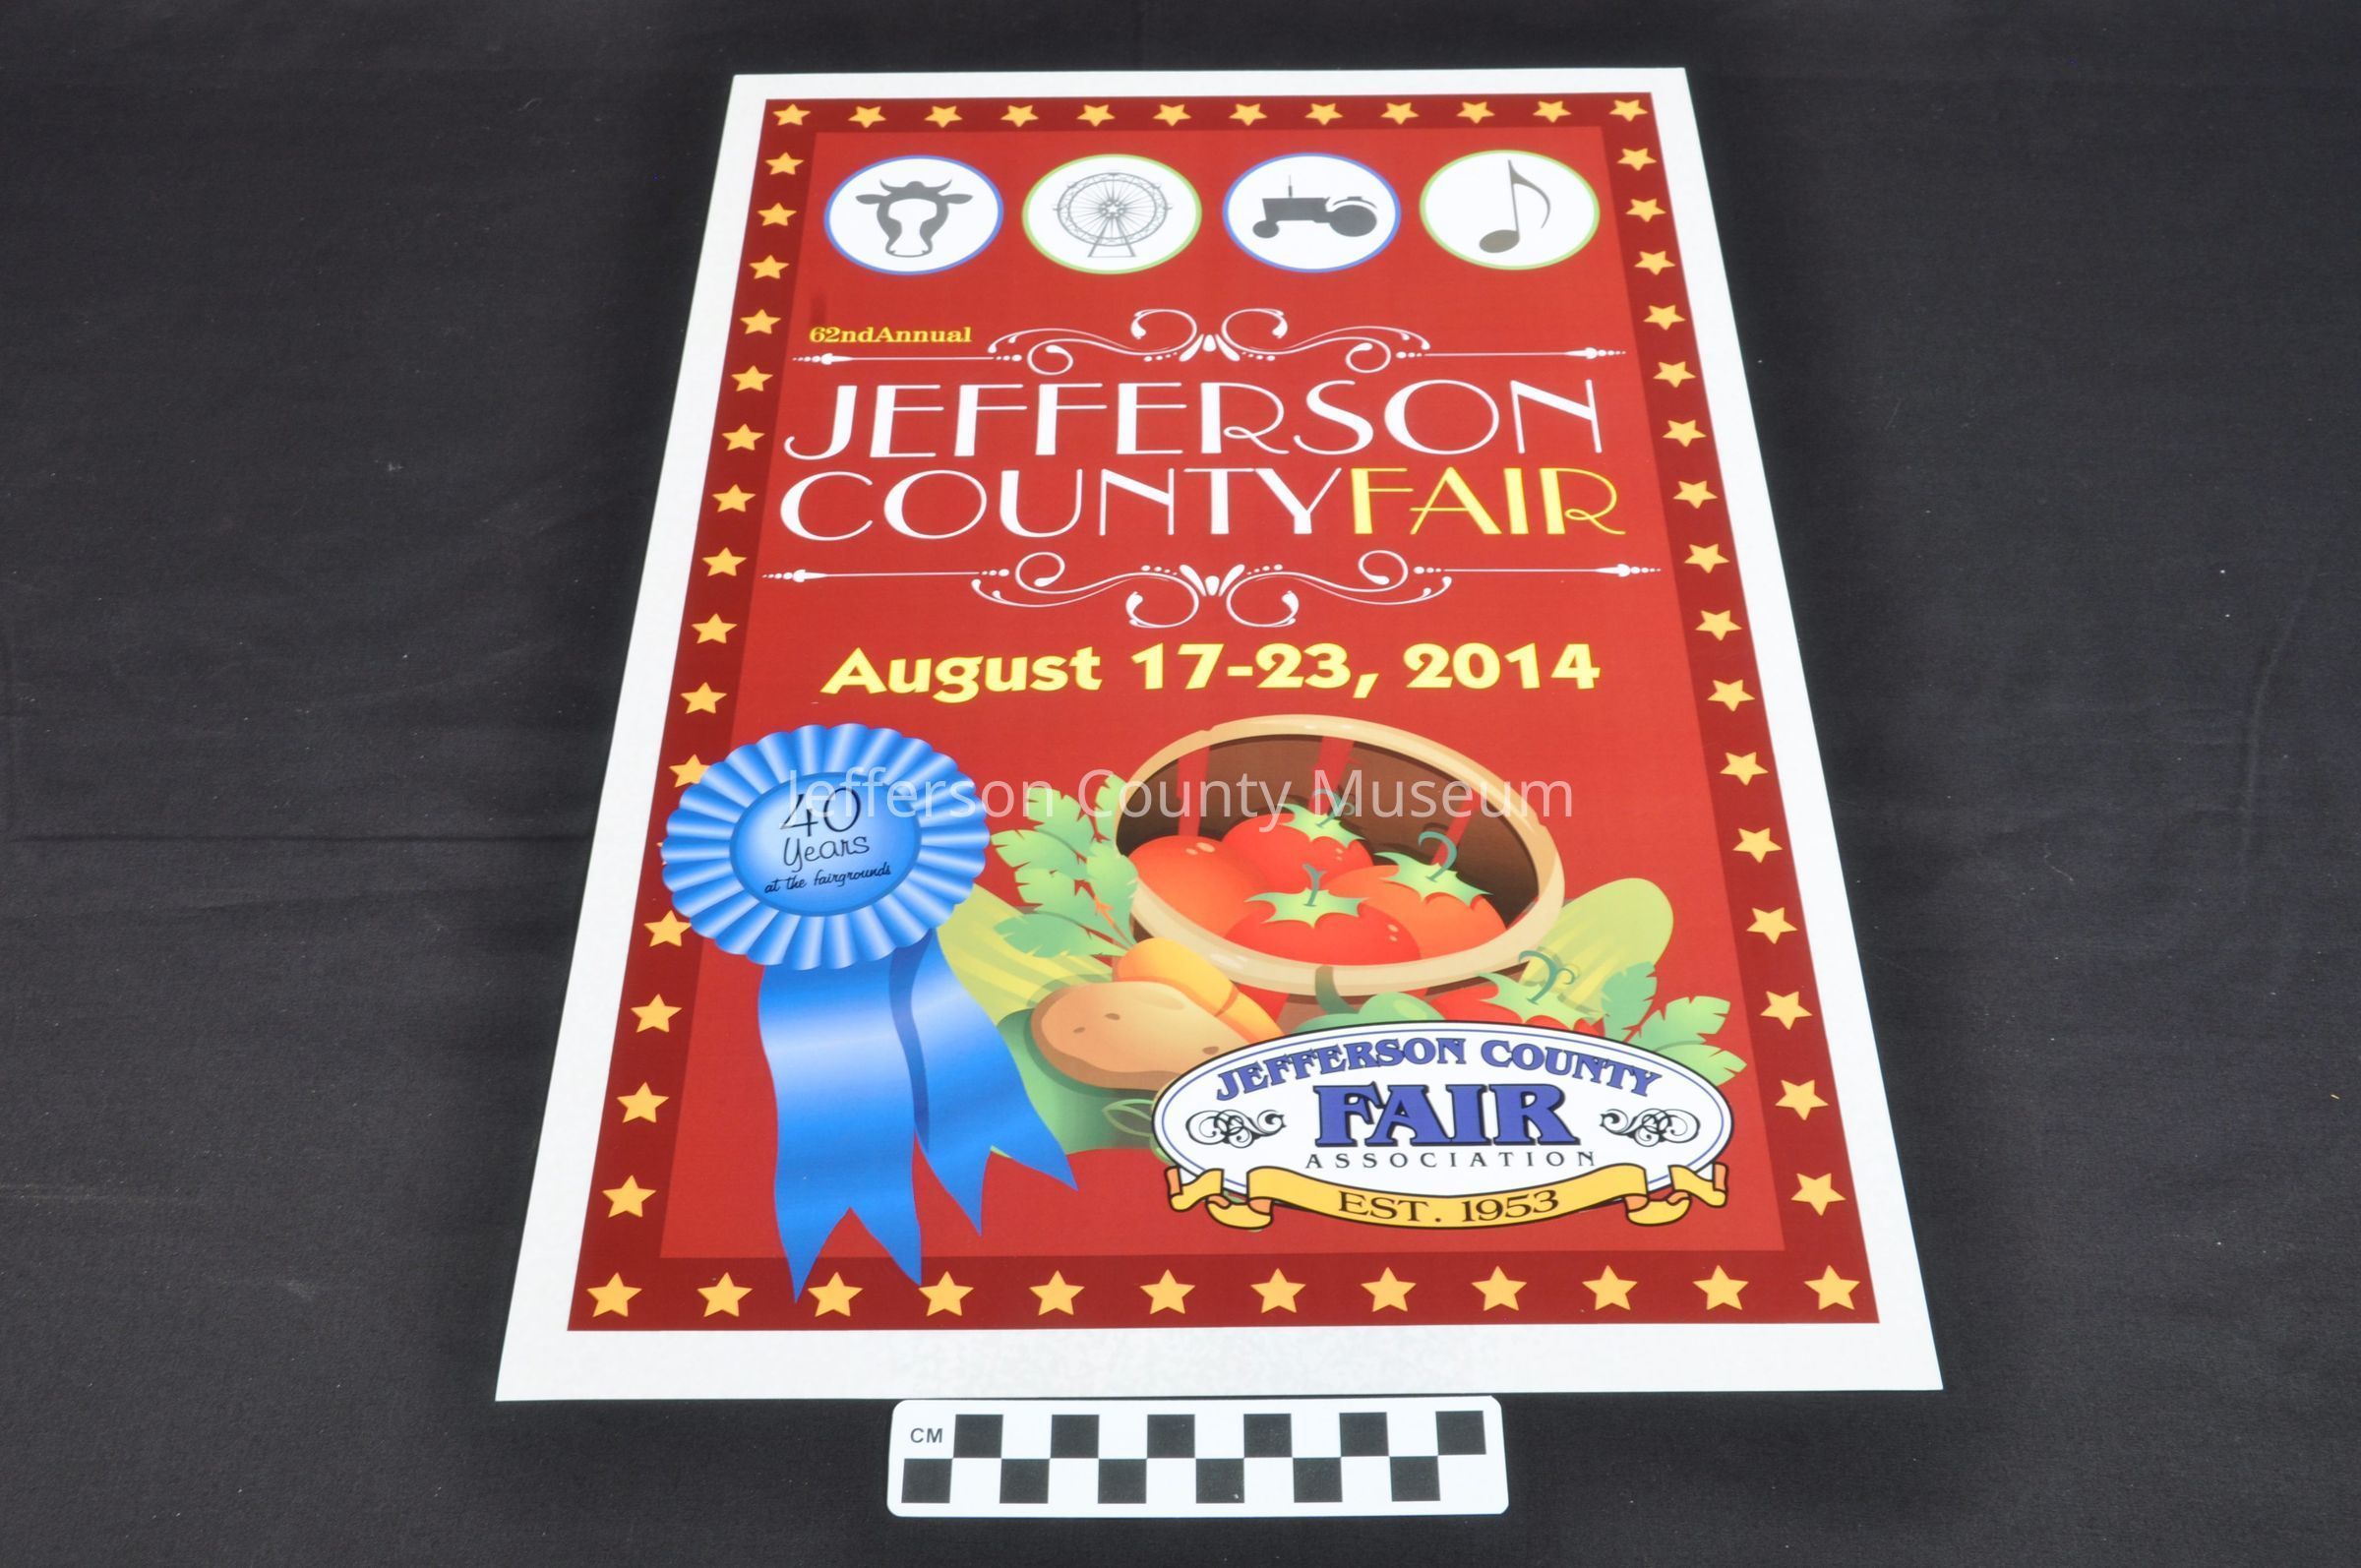 62ndAnnual
JEFFERSON
COUNTYFAIR
August 17-23, 2014
Jefferson County Museum
40
Years
at the fairgrounds
JEFFERSON COUNTY
FAIR
ASSOCIATION
EST. 1953
CM